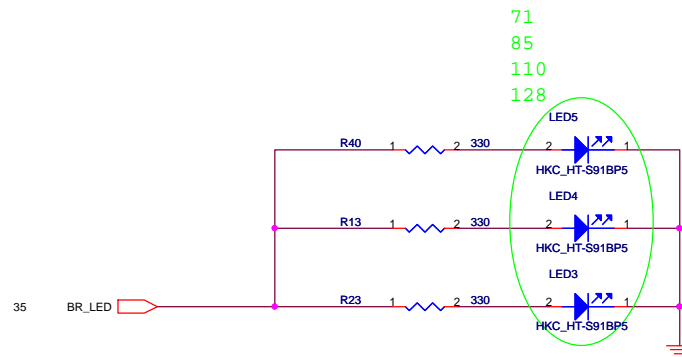 71
85
110
128
LED5
R40 1 2 330 2 1
HKC_HT-S91BP5
LED4
R13 1 2 330 2 1
HKC_HT-S91BP5
LED3
R23 1 2 330 2 1
35 BR_LED
HKC_HT-S91BP5